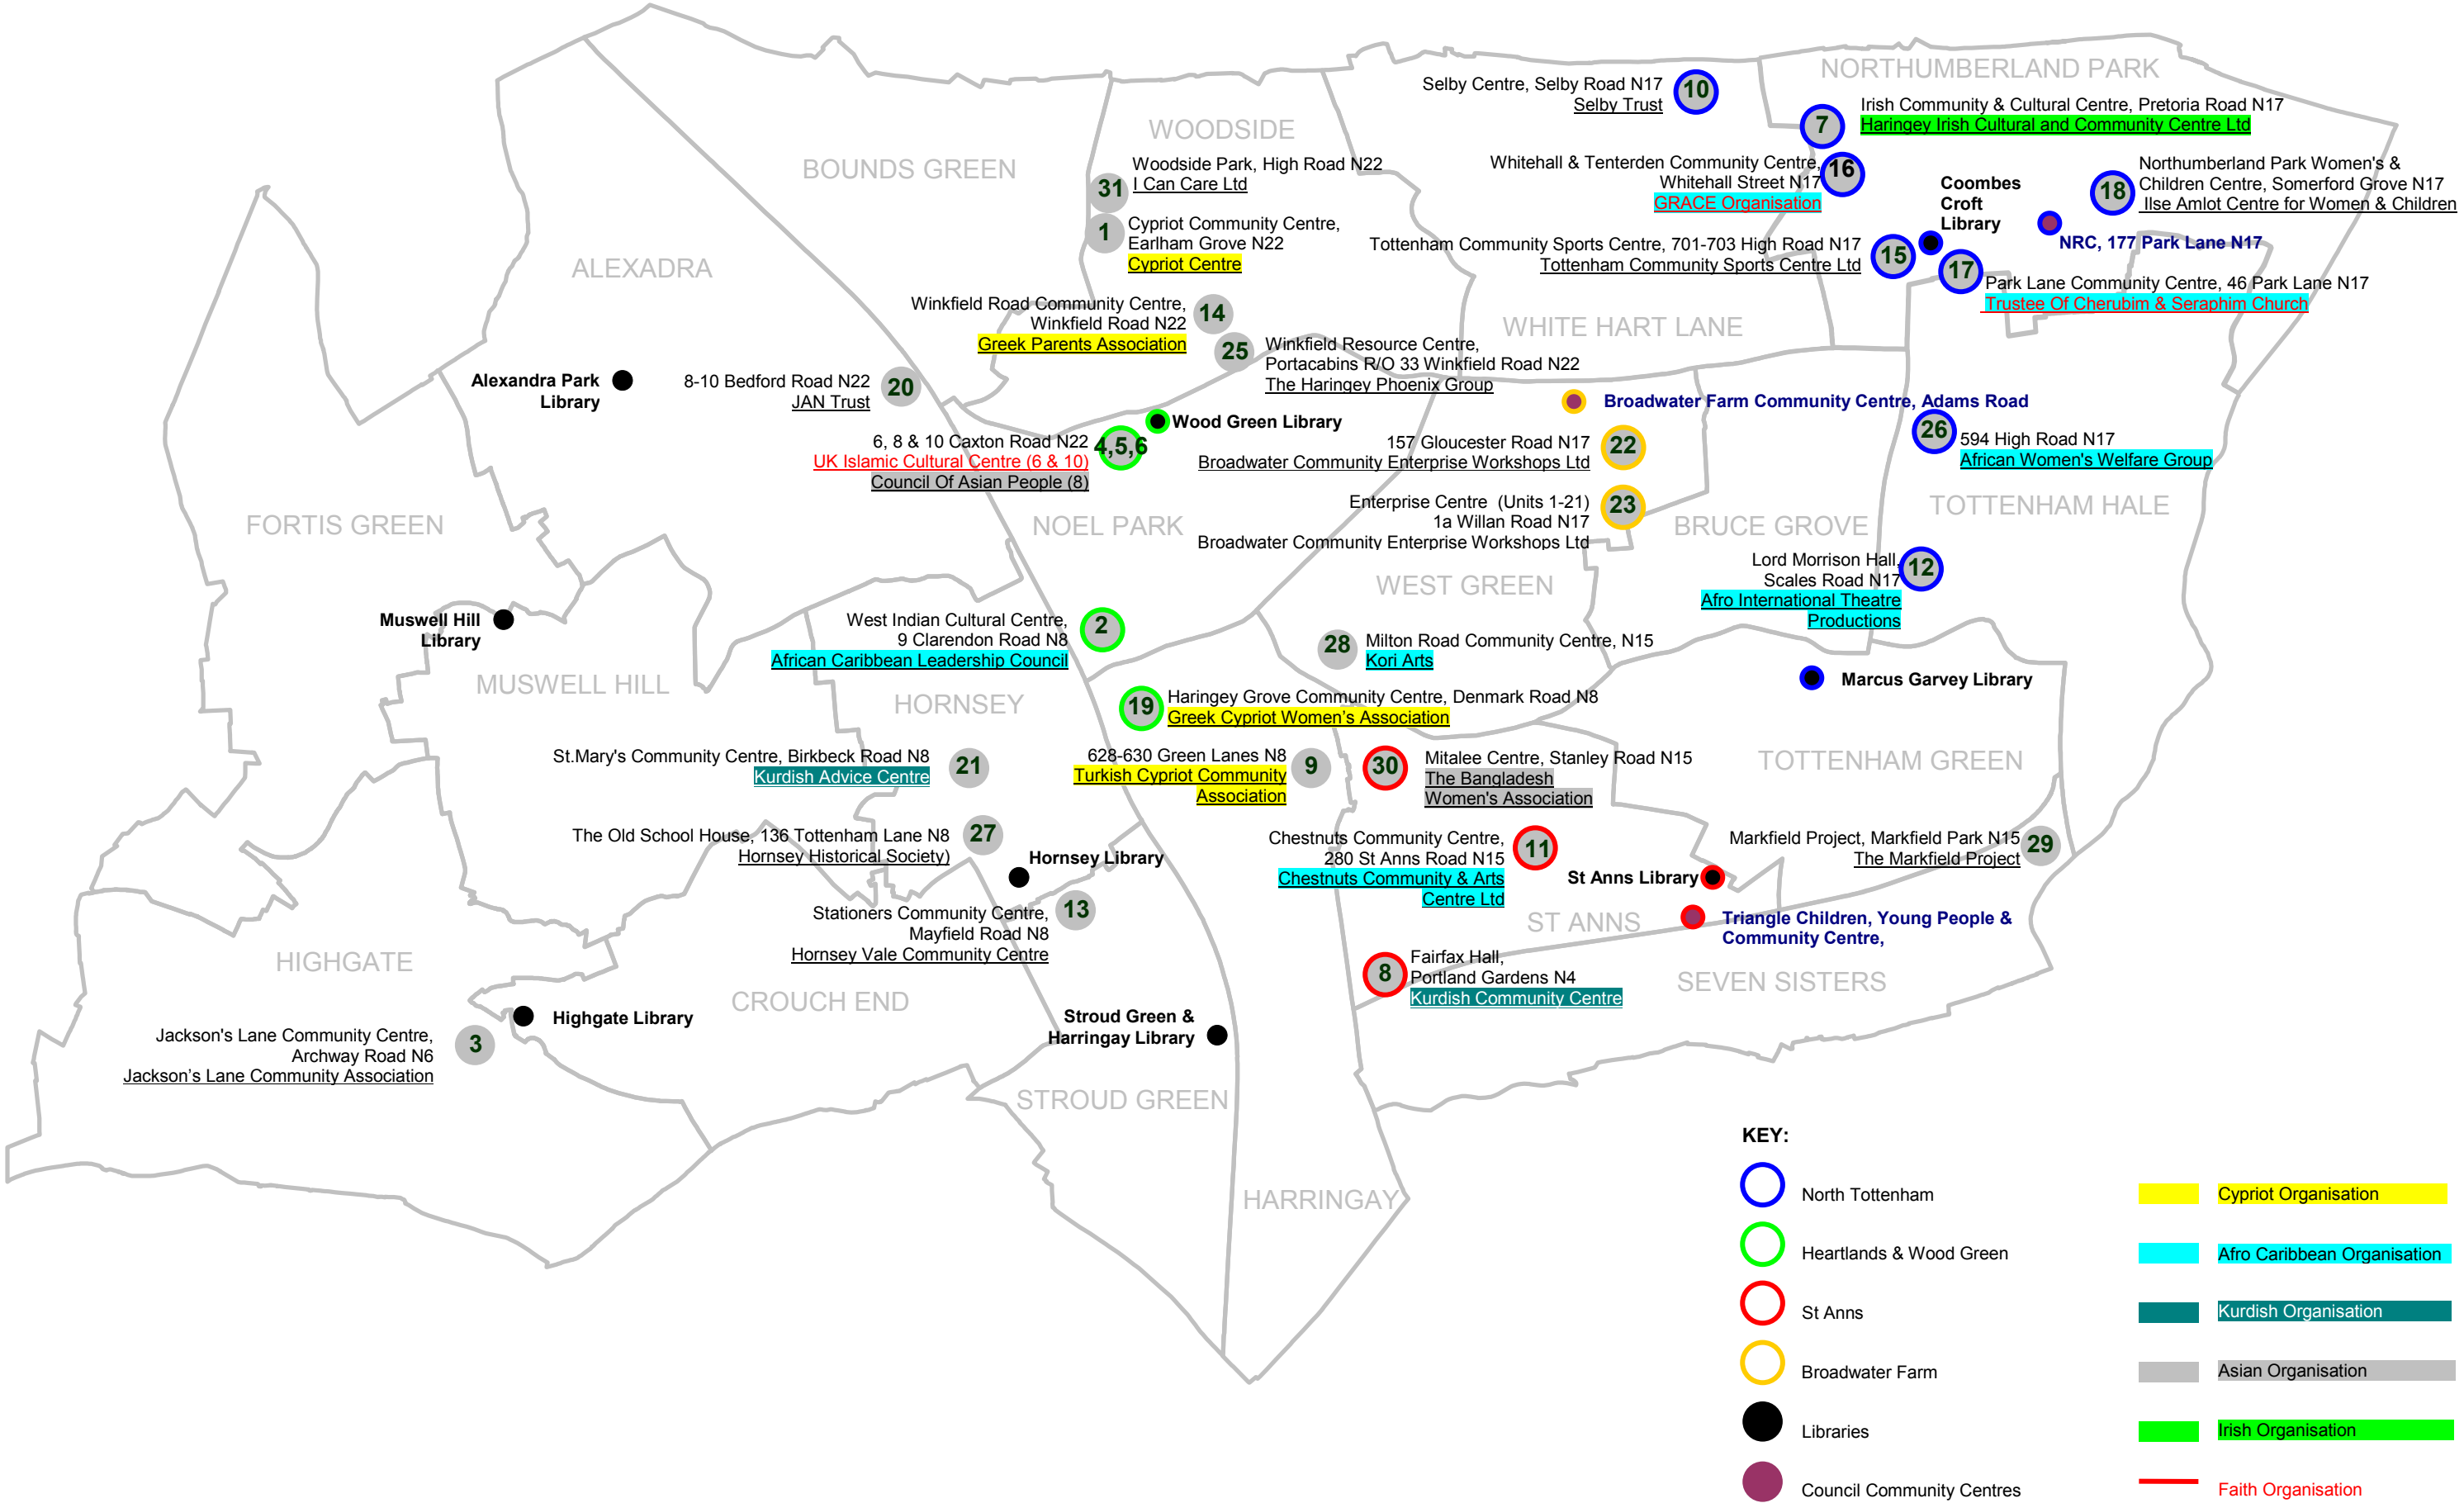 NORTHUMBERLAND PARK
Selby Centre, Selby Road N17
Selby Trust
10
Irish Community & Cultural Centre, Pretoria Road N17
Haringey Irish Cultural and Community Centre Ltd
7
WOODSIDE
BOUNDS GREEN
Woodside Park, High Road N22
I Can Care Ltd
31
Whitehall & Tenterden Community Centre,
Whitehall Street N17
GRACE Organisation
16
Coombes
Croft
Library
Northumberland Park Women's &
Children Centre, Somerford Grove N17
Ilse Amlot Centre for Women & Children
18
Cypriot Community Centre,
Earlham Grove N22
Cypriot Centre
1
Tottenham Community Sports Centre, 701-703 High Road N17
Tottenham Community Sports Centre Ltd
15
NRC, 177 Park Lane N17
17
Park Lane Community Centre, 46 Park Lane N17
Trustee Of Cherubim & Seraphim Church
ALEXADRA
Winkfield Road Community Centre,
Winkfield Road N22
Greek Parents Association
14
WHITE HART LANE
25
Winkfield Resource Centre,
Portacabins R/O 33 Winkfield Road N22
The Haringey Phoenix Group
Alexandra Park
Library
8-10 Bedford Road N22
JAN Trust
20
Broadwater Farm Community Centre, Adams Road
Wood Green Library
6, 8 & 10 Caxton Road N22
UK Islamic Cultural Centre (6 & 10)
Council Of Asian People (8)
4,5,6
157 Gloucester Road N17
Broadwater Community Enterprise Workshops Ltd
22
26
594 High Road N17
African Women's Welfare Group
Enterprise Centre (Units 1-21)
1a Willan Road N17
Broadwater Community Enterprise Workshops Ltd
23
TOTTENHAM HALE
FORTIS GREEN
NOEL PARK
BRUCE GROVE
WEST GREEN
Lord Morrison Hall,
Scales Road N17
Afro International Theatre
Productions
12
Muswell Hill
Library
West Indian Cultural Centre,
9 Clarendon Road N8
African Caribbean Leadership Council
2
28
Milton Road Community Centre, N15
Kori Arts
MUSWELL HILL
Marcus Garvey Library
HORNSEY
19
Haringey Grove Community Centre, Denmark Road N8
Greek Cypriot Women's Association
St.Mary's Community Centre, Birkbeck Road N8
Kurdish Advice Centre
21
628-630 Green Lanes N8
Turkish Cypriot Community
Association
9
30
Mitalee Centre, Stanley Road N15
The Bangladesh
Women's Association
TOTTENHAM GREEN
The Old School House, 136 Tottenham Lane N8
Hornsey Historical Society)
27
Hornsey Library
Chestnuts Community Centre,
280 St Anns Road N15
Chestnuts Community & Arts
Centre Ltd
11
Markfield Project, Markfield Park N15
The Markfield Project
29
St Anns Library
Stationers Community Centre,
Mayfield Road N8
Hornsey Vale Community Centre
13
ST ANNS
Triangle Children, Young People &
Community Centre,
HIGHGATE
8
Fairfax Hall,
Portland Gardens N4
Kurdish Community Centre
SEVEN SISTERS
CROUCH END
Highgate Library
Stroud Green &
Harringay Library
Jackson's Lane Community Centre,
Archway Road N6
Jackson's Lane Community Association
3
STROUD GREEN
HARRINGAY
KEY:
North Tottenham
Cypriot Organisation
Heartlands & Wood Green
Afro Caribbean Organisation
St Anns
Kurdish Organisation
Broadwater Farm
Asian Organisation
Libraries
Irish Organisation
Council Community Centres
Faith Organisation